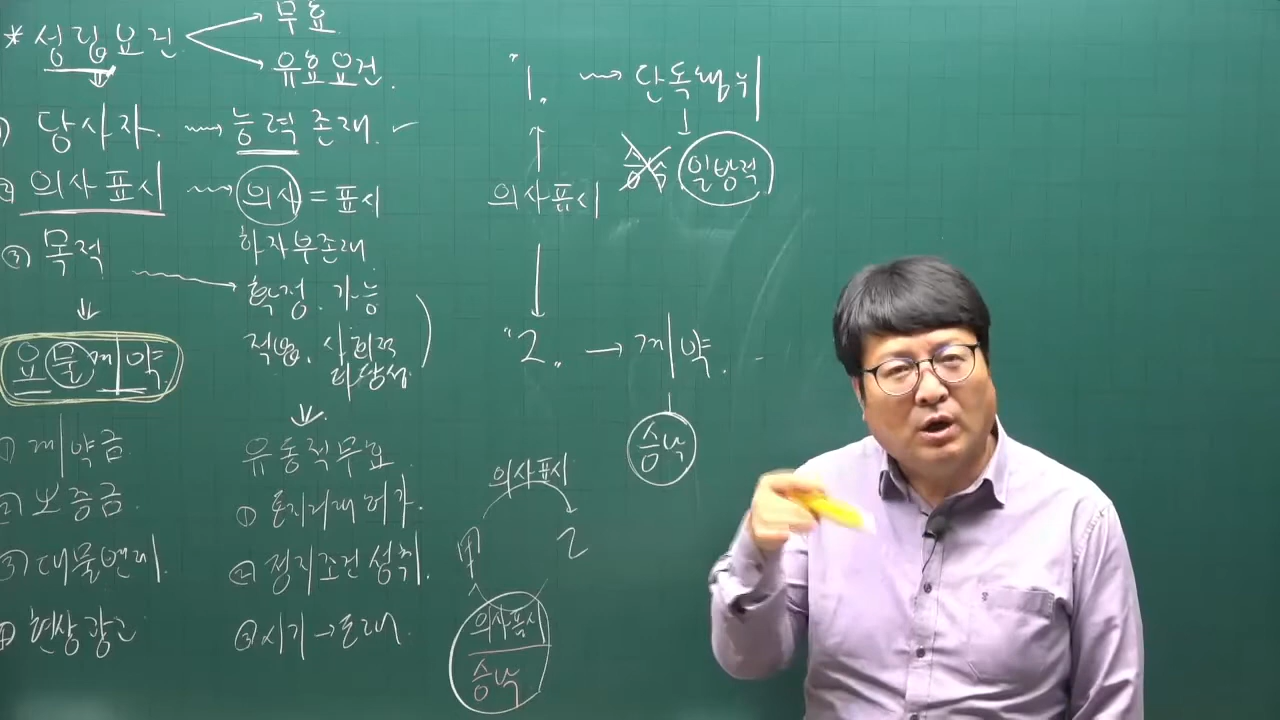 * 성립요건
무효
유효요건.
당사자. 능력 존재. ✓
② 의사표시 의사 = 표시
하자부존재
③ 목적 확정. 가능
적법. 사회적
타당성
요물계약
① 계약금
② 보증금
③ 대물변제.
④ 현상광고
유동적무효
① 토지거래허가.
② 정지조건 성취.
③ 시기 → 도래.
"1. 단독행위
일방적
의사표시
"2. → 계약.
승낙
의사표시
甲 乙
의사표시
승낙